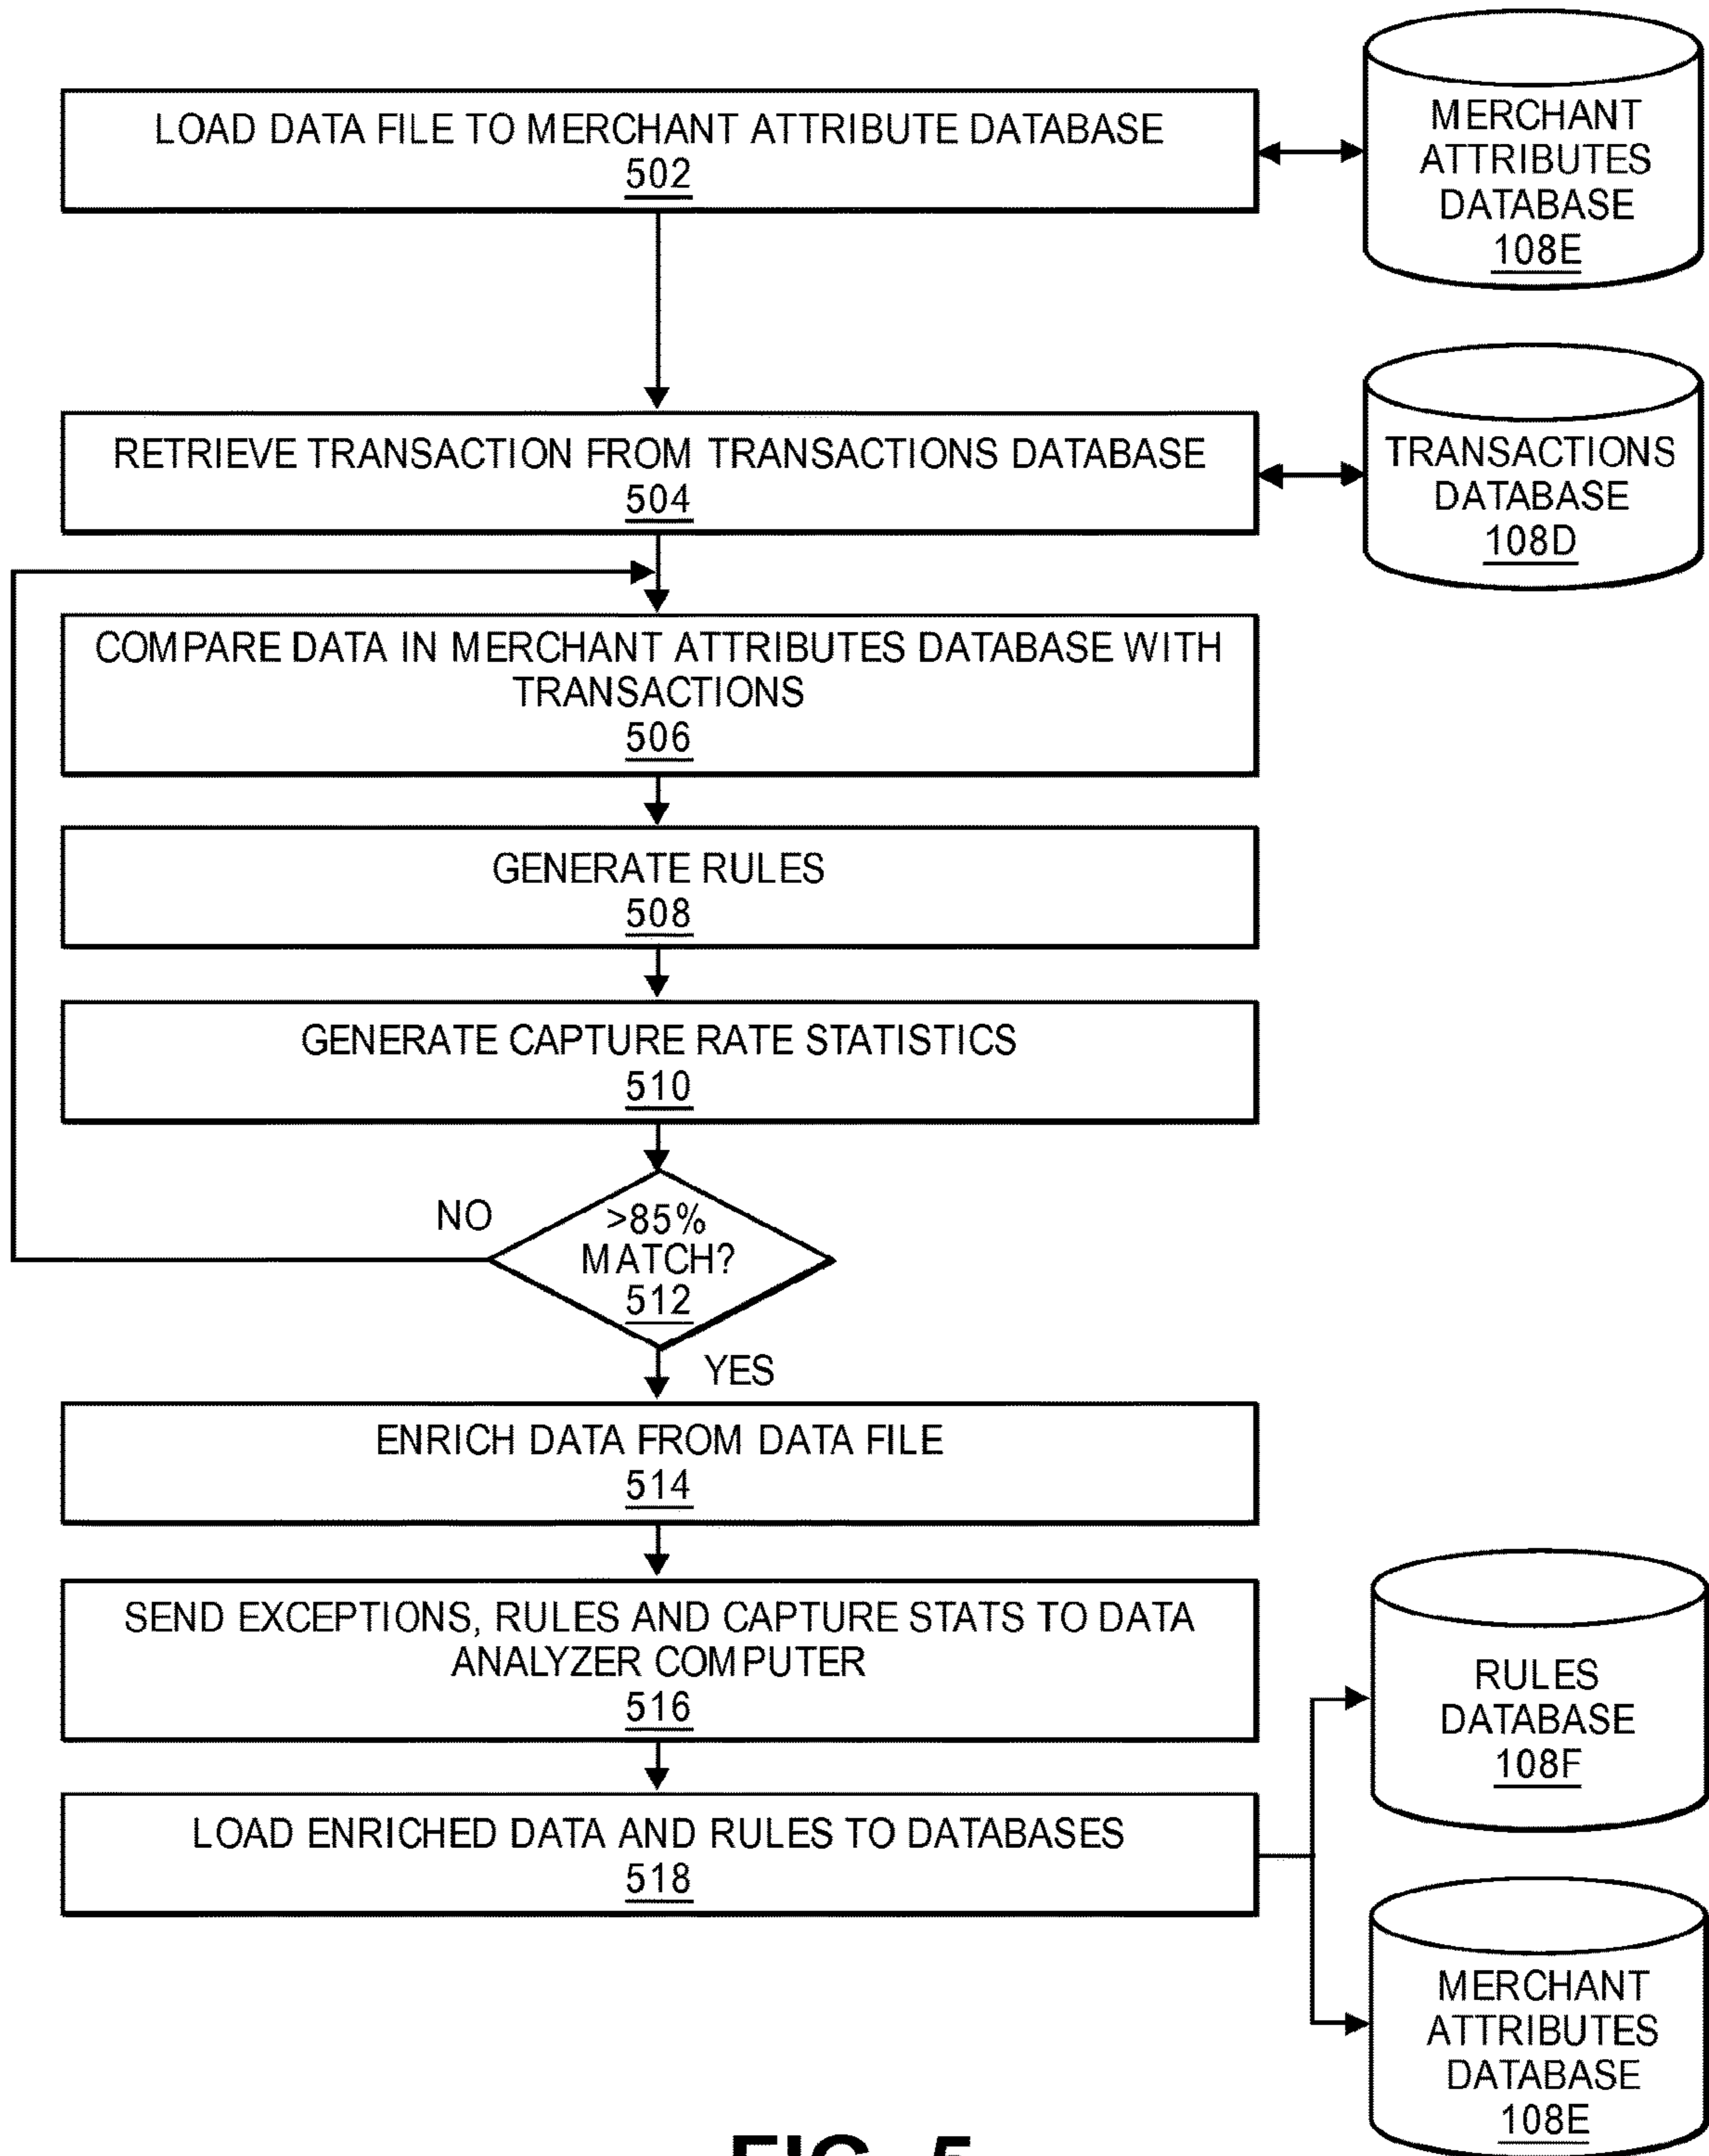 LOAD DATA FILE TO MERCHANT ATTRIBUTE DATABASE
502
MERCHANT
ATTRIBUTES
DATABASE
108E
RETRIEVE TRANSACTION FROM TRANSACTIONS DATABASE
504
TRANSACTIONS
DATABASE
108D
COMPARE DATA IN MERCHANT ATTRIBUTES DATABASE WITH
TRANSACTIONS
506
GENERATE RULES
508
GENERATE CAPTURE RATE STATISTICS
510
NO
>85%
MATCH?
512
YES
ENRICH DATA FROM DATA FILE
514
SEND EXCEPTIONS, RULES AND CAPTURE STATS TO DATA
ANALYZER COMPUTER
516
RULES
DATABASE
108F
LOAD ENRICHED DATA AND RULES TO DATABASES
518
MERCHANT
ATTRIBUTES
DATABASE
108E
FIG. 5